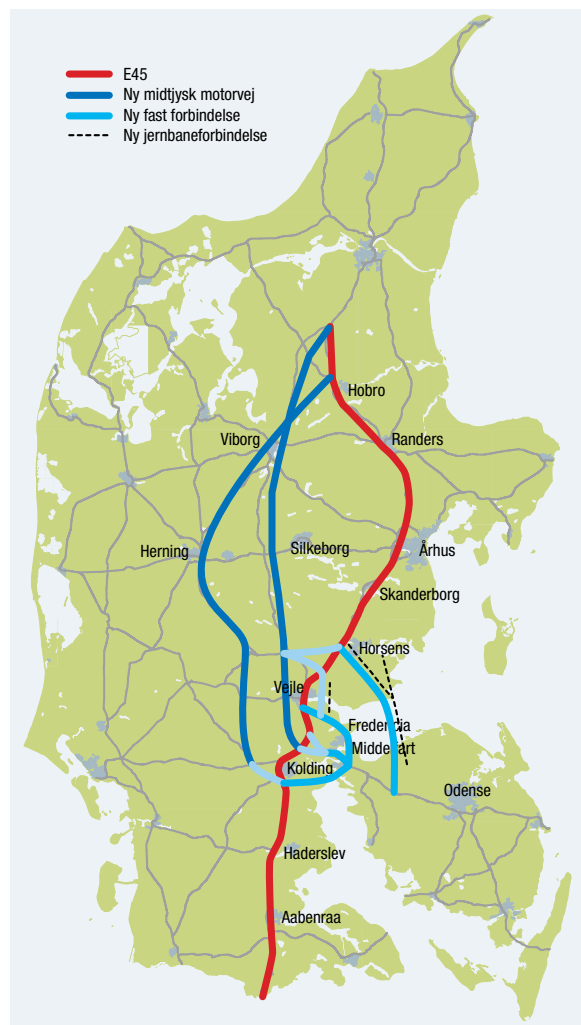 E45
Ny midtjysk motorvej
Ny fast forbindelse
Ny jernbaneforbindelse
Hobro
Viborg
Randers
Herning
Silkeborg
Århus
Skanderborg
Horsens
Vejle
Fredericia
Middelfart
Kolding
Odense
Haderslev
Aabenraa